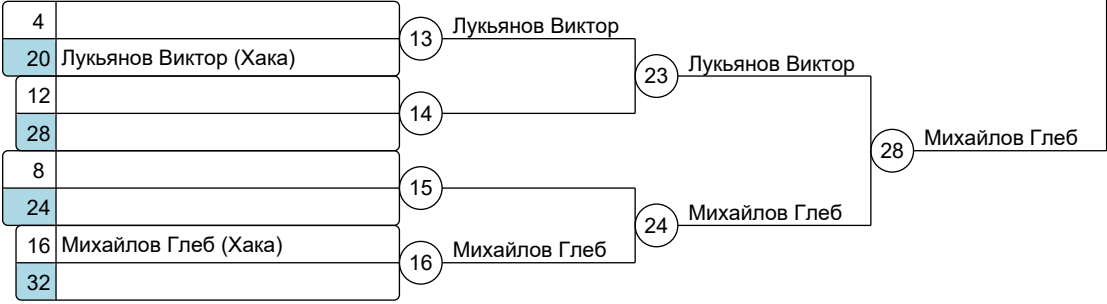 4
20 Лукьянов Виктор (Хака)
12
28
8
24
16 Михайлов Глеб (Хака)
32
13 Лукьянов Виктор
14
15
16 Михайлов Глеб
23 Лукьянов Виктор
24 Михайлов Глеб
28 Михайлов Глеб